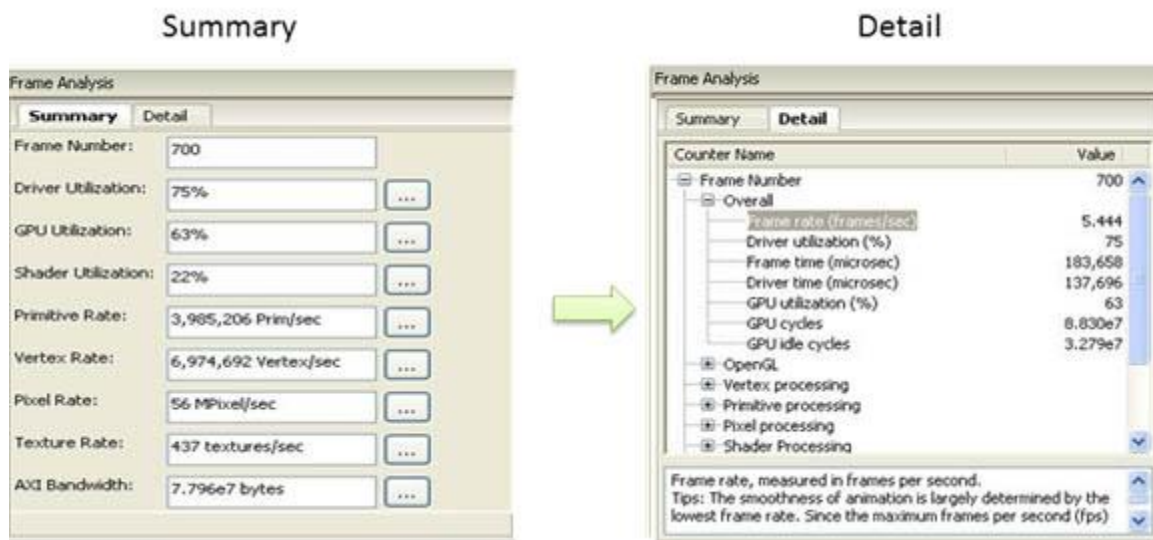 Summary
Detail
Frame Analysis
Summary Detail
Frame Number: 700
Driver Utilization: 75% ...
GPU Utilization: 63% ...
Shader Utilization: 22% ...
Primitive Rate: 3,985,206 Prim/sec ...
Vertex Rate: 6,974,692 Vertex/sec ...
Pixel Rate: 56 MPixel/sec ...
Texture Rate: 437 textures/sec ...
AXI Bandwidth: 7.796e7 bytes ...
Frame Analysis
Summary Detail
Counter Name Value
Frame Number 700
Overall
Frame rate (frames/sec) 5.444
Driver utilization (%) 75
Frame time (microsec) 183,658
Driver time (microsec) 137,696
GPU utilization (%) 63
GPU cycles 8.830e7
GPU idle cycles 3.279e7
OpenGL
Vertex processing
Primitive processing
Pixel processing
Shader Processing
Frame rate, measured in frames per second.
Tips: The smoothness of animation is largely determined by the
lowest frame rate. Since the maximum frames per second (fps)